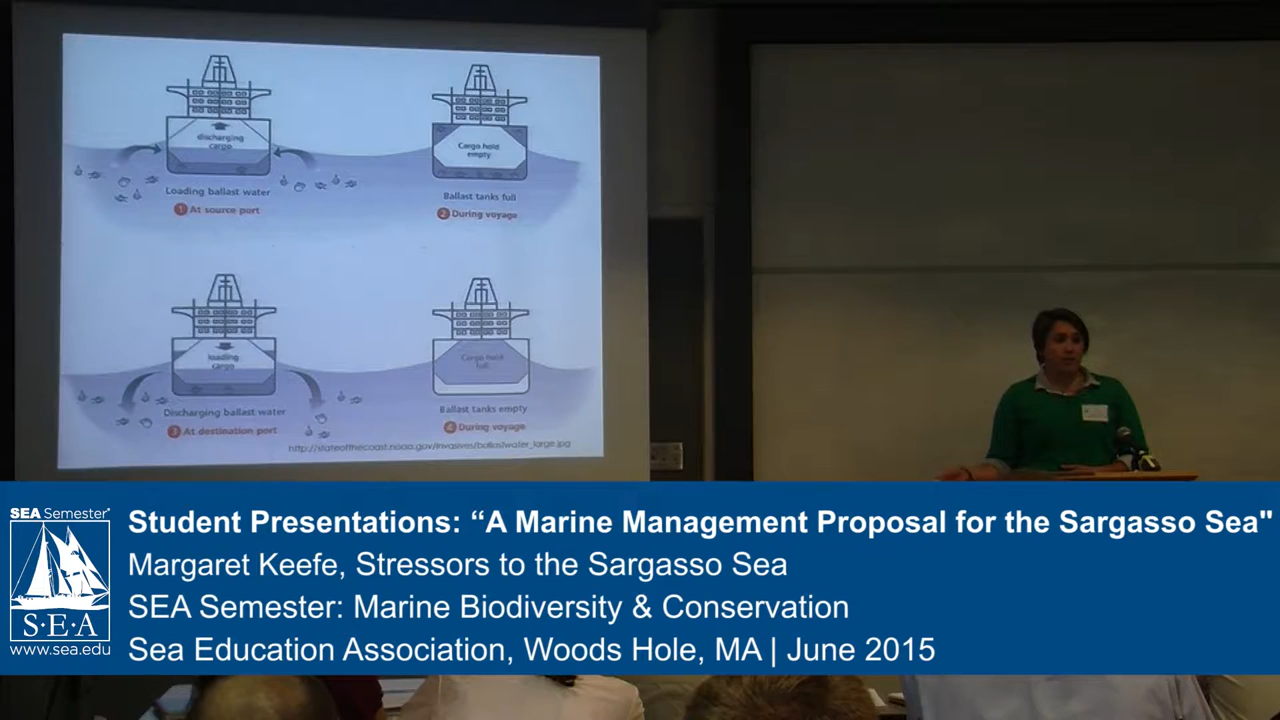 discharging
cargo
Loading ballast water
1 At source port
Cargo hold
empty
Ballast tanks full
2 During voyage
loading
cargo
Discharging ballast water
3 At destination port
Cargo hold
full
Ballast tanks empty
4 During voyage
http://stateofthecoast.noaa.gov/invasives/ballastwater_large.jpg
SEA Semester®
S·E·A
www.sea.edu
Student Presentations: “A Marine Management Proposal for the Sargasso Sea"
Margaret Keefe, Stressors to the Sargasso Sea
SEA Semester: Marine Biodiversity & Conservation
Sea Education Association, Woods Hole, MA | June 2015